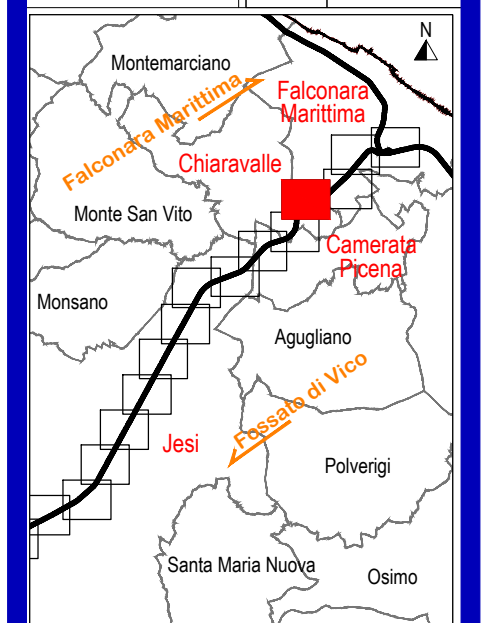 N
Montemarciano
Falconara Marittima
Falconara
Marittima
Chiaravalle
Monte San Vito
Camerata
Picena
Monsano
Agugliano
Fossato di Vico
Jesi
Polverigi
Santa Maria Nuova
Osimo